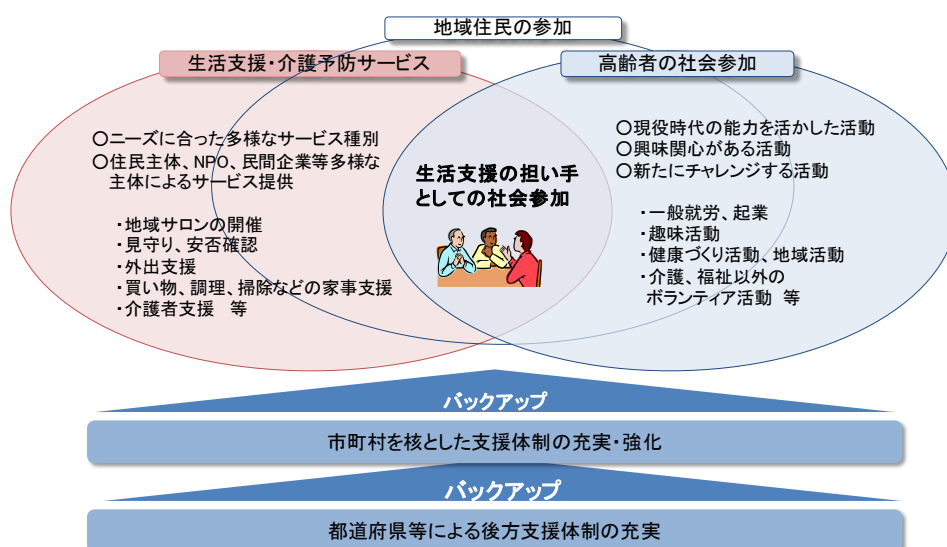 地域住民の参加
生活支援・介護予防サービス
高齢者の社会参加
〇ニーズに合った多様なサービス種別
〇住民主体、NPO、民間企業等多様な
主体によるサービス提供
・地域サロンの開催
・見守り、安否確認
・外出支援
・買い物、調理、掃除などの家事支援
・介護者支援 等
生活支援の担い手
としての社会参加
〇現役時代の能力を活かした活動
〇興味関心がある活動
〇新たにチャレンジする活動
・一般就労、起業
・趣味活動
・健康づくり活動、地域活動
・介護、福祉以外の
ボランティア活動 等
バックアップ
市町村を核とした支援体制の充実・強化
バックアップ
都道府県等による後方支援体制の充実